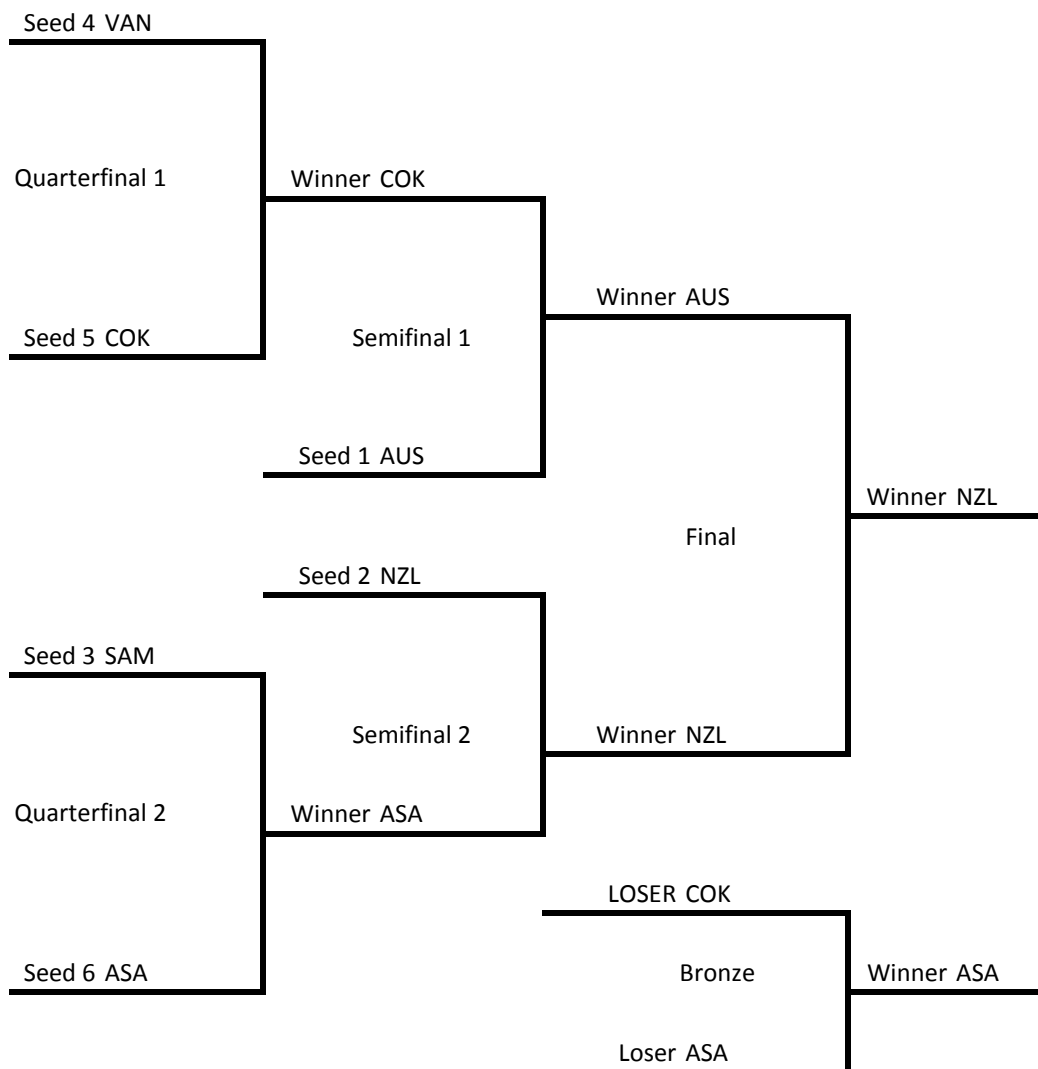 Seed 4 VAN
Quarterfinal 1
Winner COK
Winner AUS
Seed 5 COK
Semifinal 1
Seed 1 AUS
Winner NZL
Final
Seed 2 NZL
Seed 3 SAM
Semifinal 2
Winner NZL
Quarterfinal 2
Winner ASA
LOSER COK
Seed 6 ASA
Bronze
Winner ASA
Loser ASA